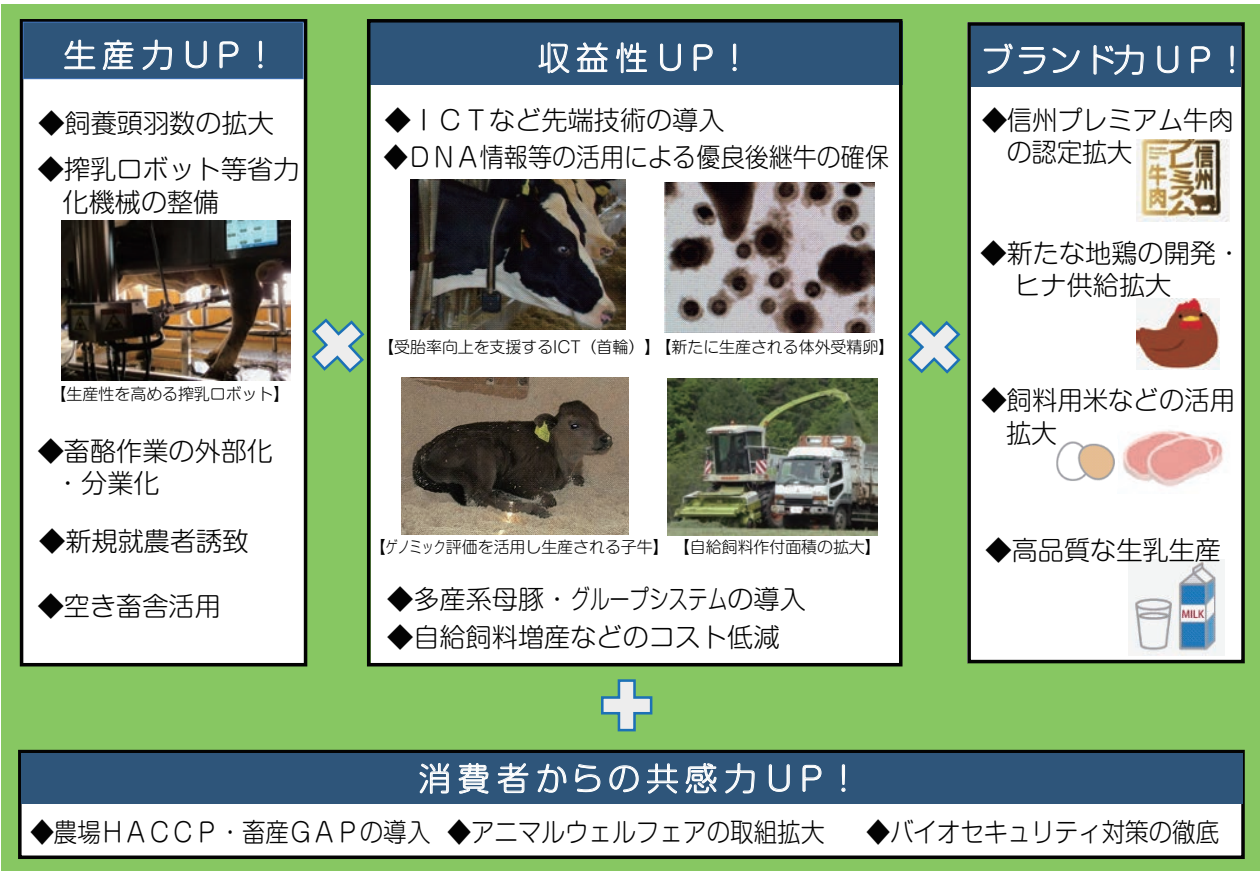 生産力UP！
◆飼養頭羽数の拡大
◆搾乳ロボット等省力
化機械の整備
【生産性を高める搾乳ロボット】
◆畜酪作業の外部化
・分業化
◆新規就農者誘致
◆空き畜舎活用
収益性UP！
◆ＩＣＴなど先端技術の導入
◆ＤＮＡ情報等の活用による優良後継牛の確保
【受胎率向上を支援するICT（首輪）】
【新たに生産される体外受精卵】
【ゲノミック評価を活用し生産される子牛】
【自給飼料作付面積の拡大】
◆多産系母豚・グループシステムの導入
◆自給飼料増産などのコスト低減
ブランド力UP！
◆信州プレミアム牛肉
の認定拡大
信州
プレミアム
牛肉
◆新たな地鶏の開発・
ヒナ供給拡大
◆飼料用米などの活用
拡大
◆高品質な生乳生産
MILK
消費者からの共感力UP！
◆農場ＨＡＣＣＰ・畜産ＧＡＰの導入 ◆アニマルウェルフェアの取組拡大 ◆バイオセキュリティ対策の徹底